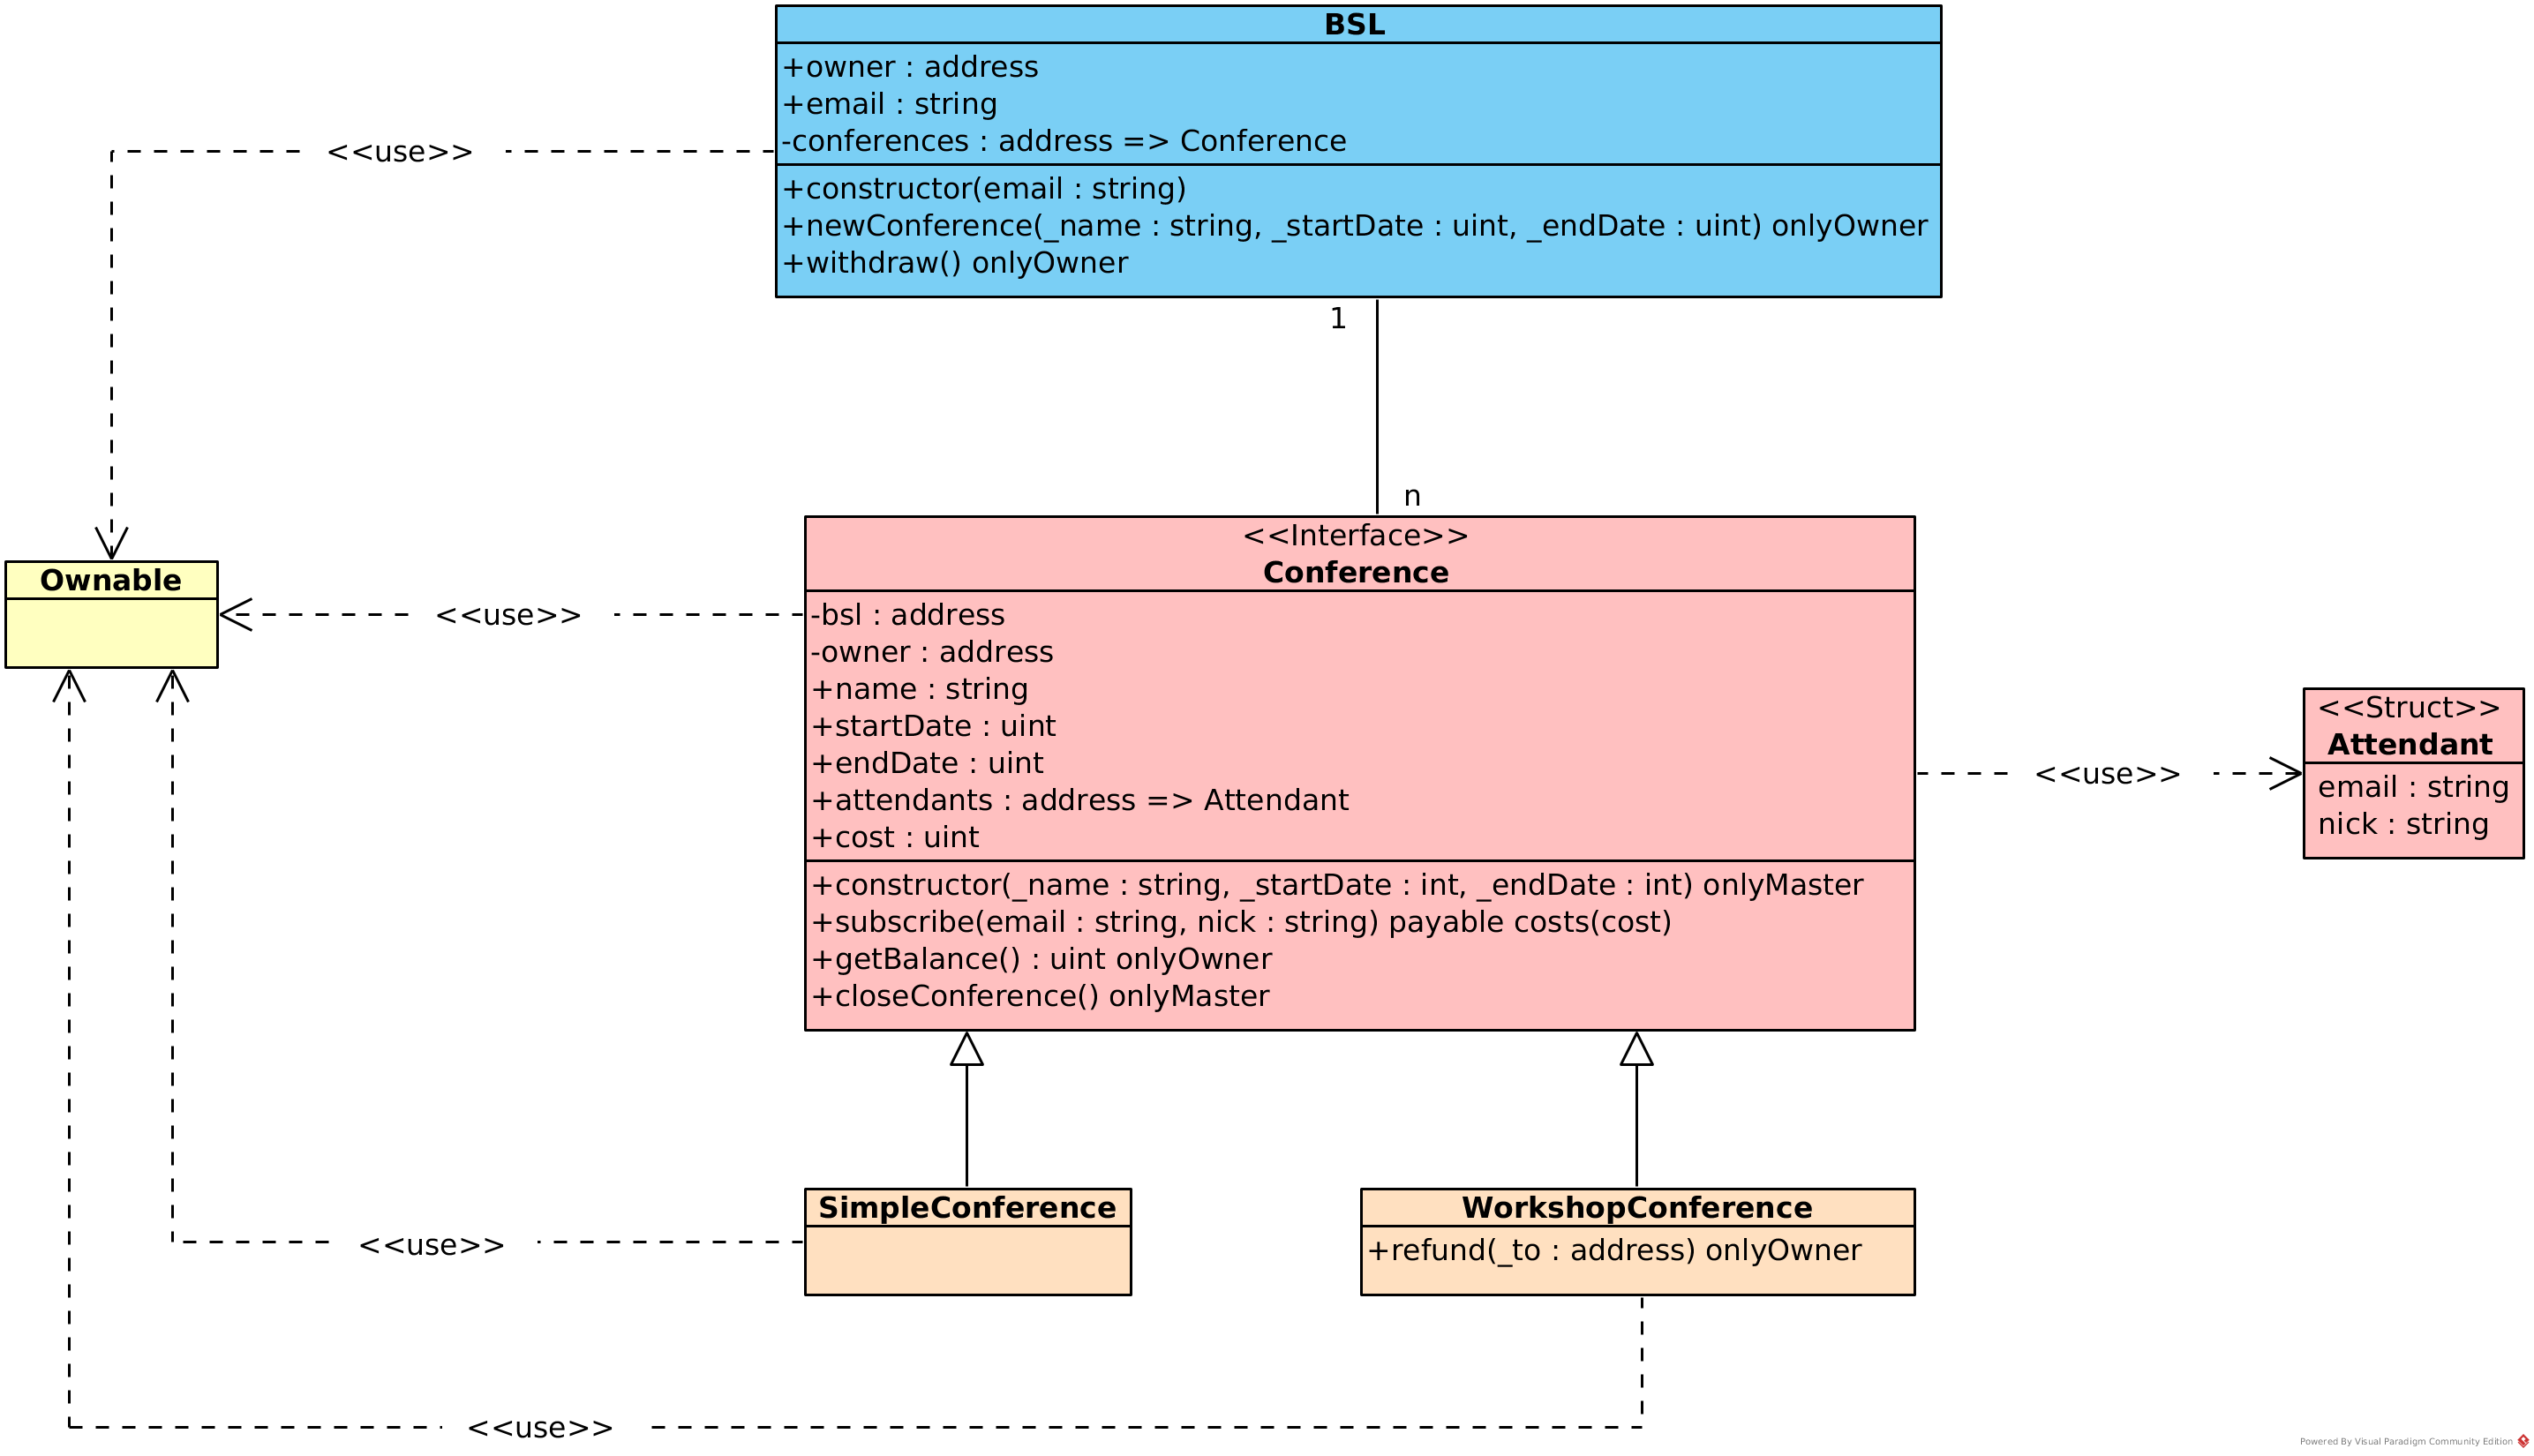 BSL
+owner : address
+email : string
-conferences : address => Conference
+constructor(email : string)
+newConference(_name : string, _startDate : uint, _endDate : uint) onlyOwner
+withdraw() onlyOwner
<<use>>
1
n
<<Interface>>
Conference
-bsl : address
-owner : address
+name : string
+startDate : uint
+endDate : uint
+attendants : address => Attendant
+cost : uint
+constructor(_name : string, _startDate : int, _endDate : int) onlyMaster
+subscribe(email : string, nick : string) payable costs(cost)
+getBalance() : uint onlyOwner
+closeConference() onlyMaster
Ownable
<<use>>
<<use>>
<<Struct>>
Attendant
email : string
nick : string
SimpleConference
WorkshopConference
+refund(_to : address) onlyOwner
<<use>>
<<use>>
Powered By Visual Paradigm Community Edition